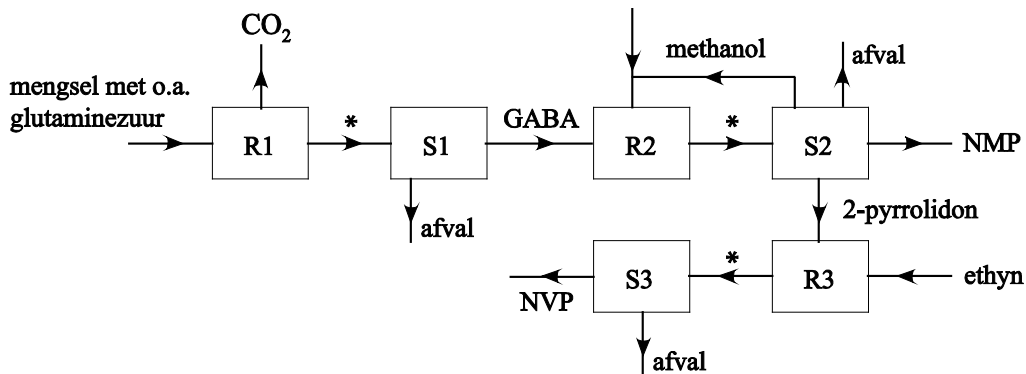 CO₂
methanol
afval
mengsel met o.a.
glutaminezuur
*
GABA
*
R1
S1
R2
S2
NMP
afval
2-pyrrolidon
*
S3
R3
ethyn
NVP
afval